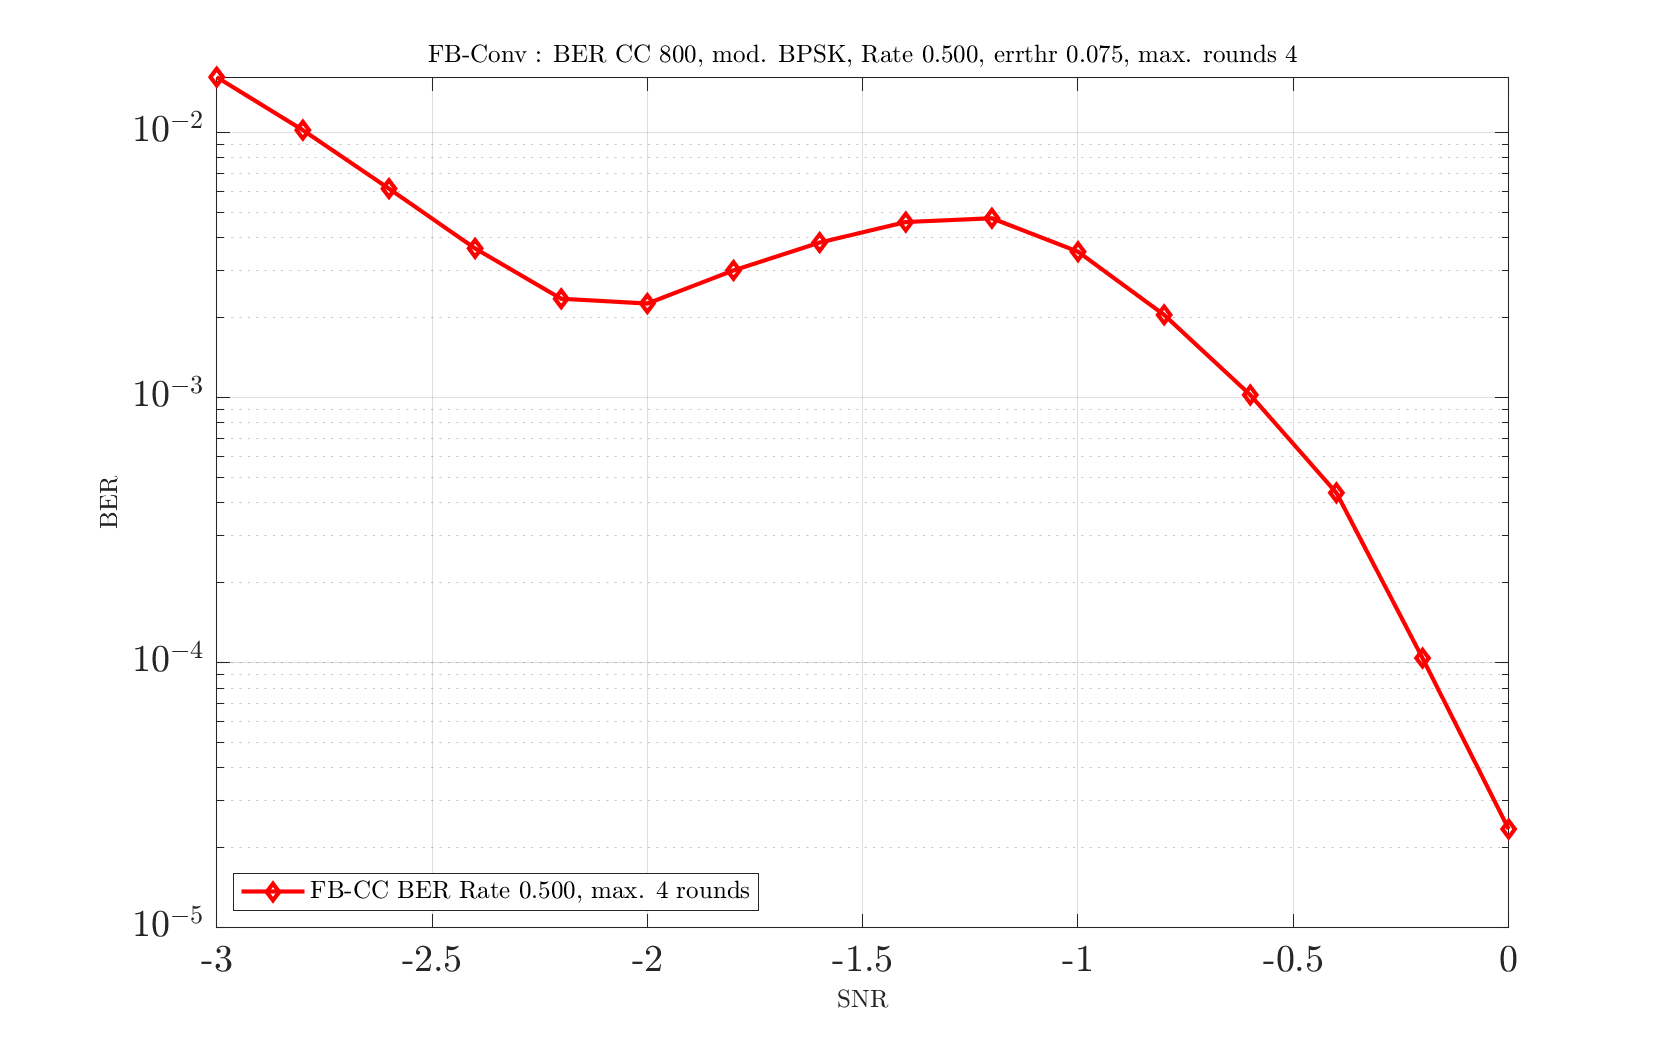 FB-Conv : BER CC 800, mod. BPSK, Rate 0.500, errthr 0.075, max. rounds 4
10^{-2}
10^{-3}
BER
10^{-4}
FB-CC BER Rate 0.500, max. 4 rounds
10^{-5}
-3 -2.5 -2 -1.5 -1 -0.5 0
SNR